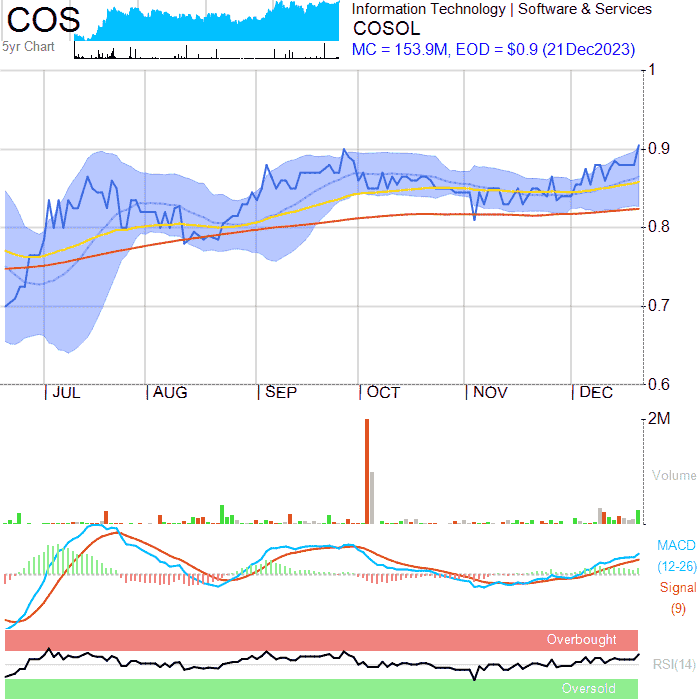 COS
5yr Chart
Information Technology | Software & Services
COSOL
MC = 153.9M, EOD = $0.9 (21Dec2023)
1
0.9
0.8
0.7
0.6
| JUL | AUG | SEP | OCT | NOV | DEC
2M
Volume
MACD
(12-26)
Signal
(9)
Overbought
RSI(14)
Oversold